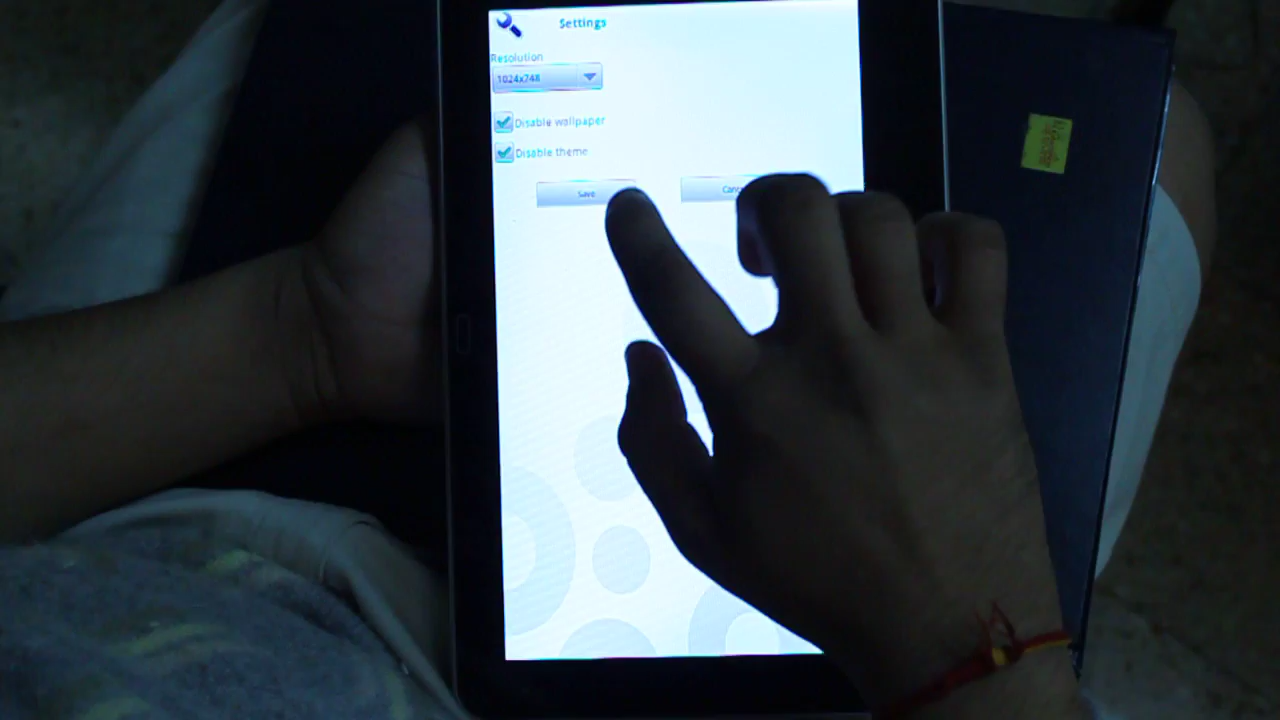 Settings
Resolution
1024x748
Disable wallpaper
Disable theme
Save